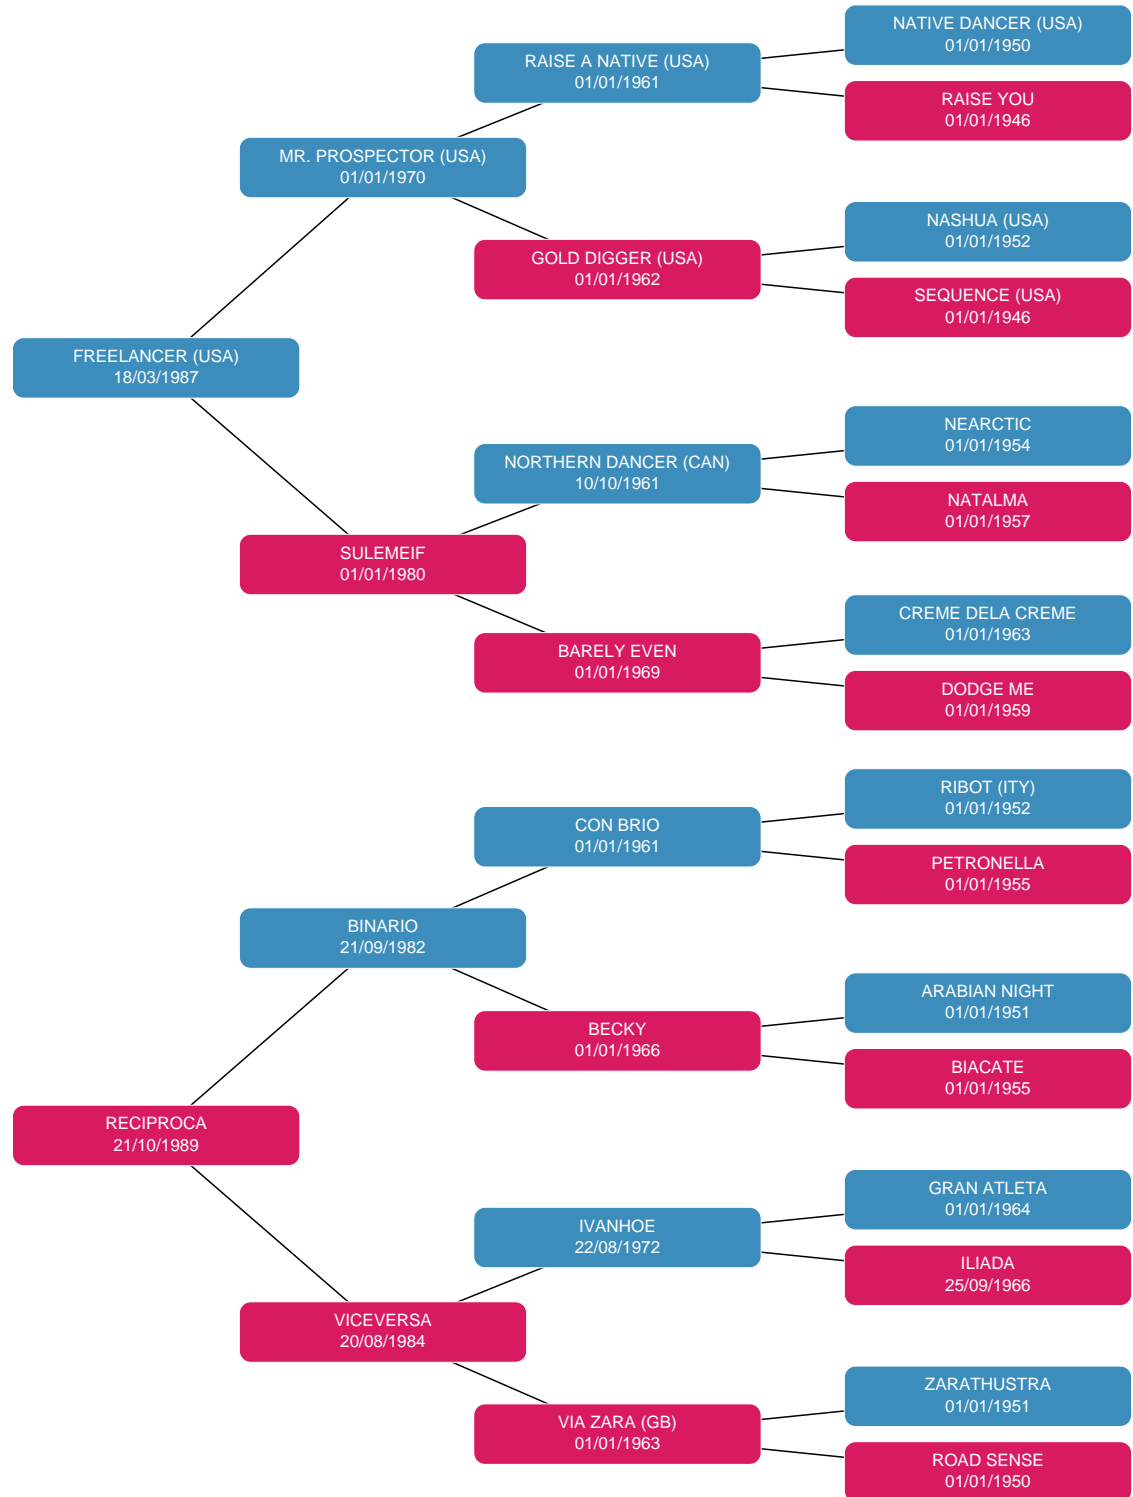 NATIVE DANCER (USA)
01/01/1950
RAISE A NATIVE (USA)
01/01/1961
RAISE YOU
01/01/1946
MR. PROSPECTOR (USA)
01/01/1970
NASHUA (USA)
01/01/1952
GOLD DIGGER (USA)
01/01/1962
SEQUENCE (USA)
01/01/1946
FREELANCER (USA)
18/03/1987
NEARCTIC
01/01/1954
NORTHERN DANCER (CAN)
10/10/1961
NATALMA
01/01/1957
SULEMEIF
01/01/1980
CREME DELA CREME
01/01/1963
BARELY EVEN
01/01/1969
DODGE ME
01/01/1959
RIBOT (ITY)
01/01/1952
CON BRIO
01/01/1961
PETRONELLA
01/01/1955
BINARIO
21/09/1982
ARABIAN NIGHT
01/01/1951
BECKY
01/01/1966
BIACATE
01/01/1955
RECIPROCA
21/10/1989
GRAN ATLETA
01/01/1964
IVANHOE
22/08/1972
ILIADA
25/09/1966
VICEVERSA
20/08/1984
ZARATHUSTRA
01/01/1951
VIA ZARA (GB)
01/01/1963
ROAD SENSE
01/01/1950